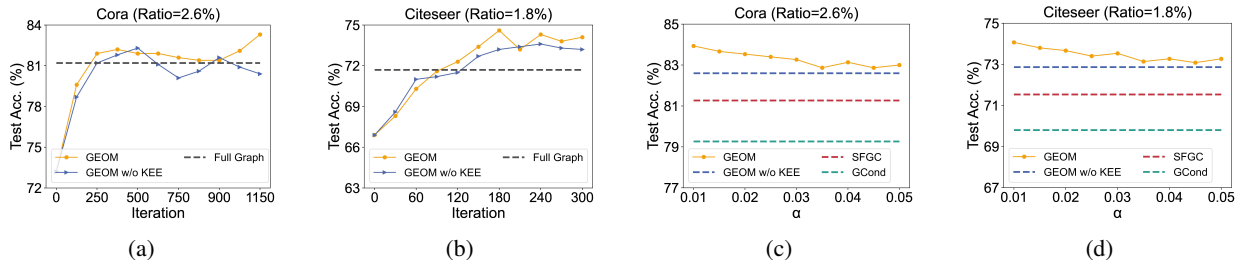 Cora (Ratio=2.6%)
Test Acc. (%)
84
81
78
75
72
GEOM
GEOM w/o KEE
Full Graph
0
250
500
750
900
1150
Iteration
(a)
Citeseer (Ratio=1.8%)
Test Acc. (%)
75
72
69
66
63
GEOM
GEOM w/o KEE
Full Graph
0
60
120
180
240
300
Iteration
(b)
Cora (Ratio=2.6%)
Test Acc. (%)
85
83
81
79
77
GEOM
GEOM w/o KEE
SFGC
GCond
0.01
0.02
0.03
0.04
0.05
α
(c)
Citeseer (Ratio=1.8%)
Test Acc. (%)
75
73
71
69
67
GEOM
GEOM w/o KEE
SFGC
GCond
0.01
0.02
0.03
0.04
0.05
α
(d)